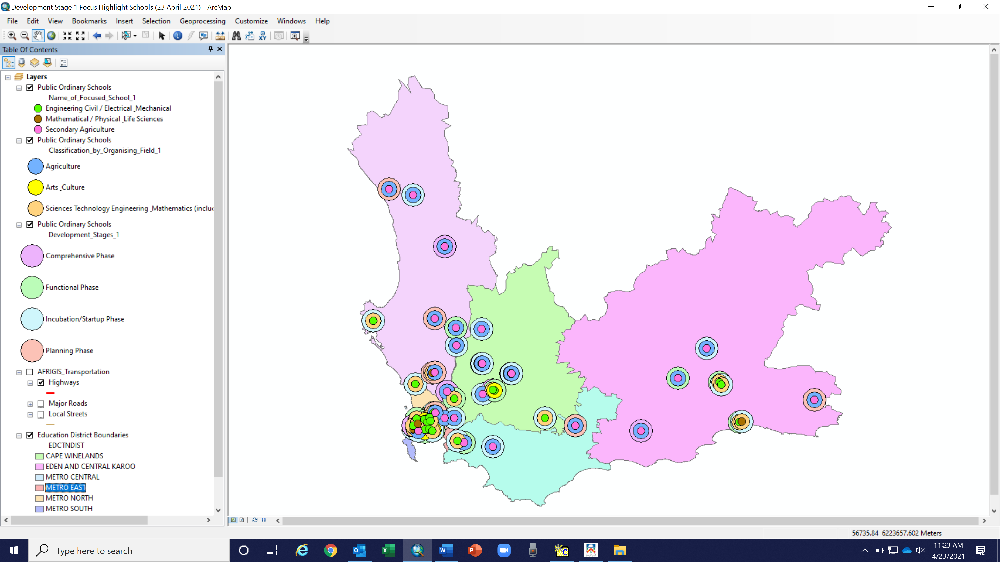 Development Stage 1 Focus Highlight Schools (23 April 2021) - ArcMap
File Edit View Bookmarks Insert Selection Geoprocessing Customize Windows Help
XY
Table Of Contents
Layers
Public Ordinary Schools
Name_of_Focused_School_1
Engineering Civil / Electrical _Mechanical
Mathematical / Physical _Life Sciences
Secondary Agriculture
Public Ordinary Schools
Classification_by_Organising_Field_1
Agriculture
Arts _Culture
Sciences Technology Engineering _Mathematics (inclu
Public Ordinary Schools
Development_Stages_1
Comprehensive Phase
Functional Phase
Incubation/Startup Phase
Planning Phase
AFRIGIS_Transportation
Highways
Major Roads
Local Streets
Education District Boundaries
EDCTNDIST
CAPE WINELANDS
EDEN AND CENTRAL KAROO
METRO CENTRAL
METRO EAST
METRO NORTH
METRO SOUTH
56735.84 6223657.602 Meters
Type here to search
11:23 AM
4/23/2021